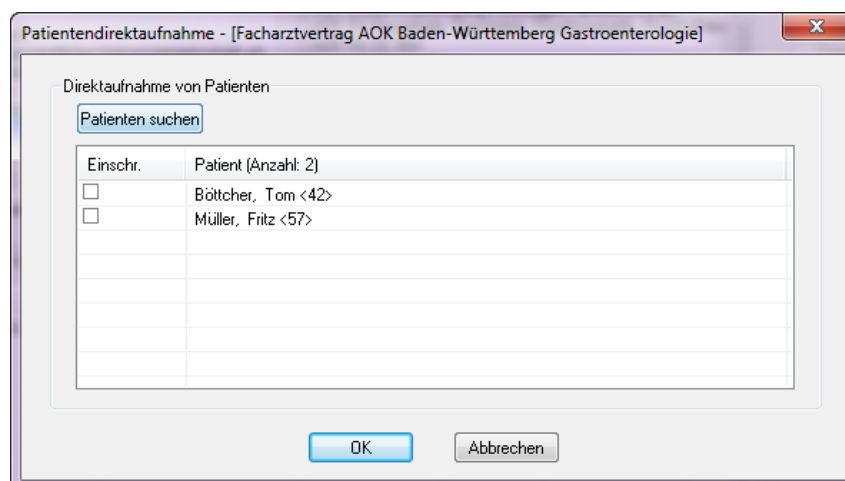 Patientendirektaufnahme - [Facharztvertrag AOK Baden-Württemberg Gastroenterologie]
Direktaufnahme von Patienten
Patienten suchen
Einschr. Patient (Anzahl: 2)
Böttcher, Tom <42>
Müller, Fritz <57>
OK Abbrechen